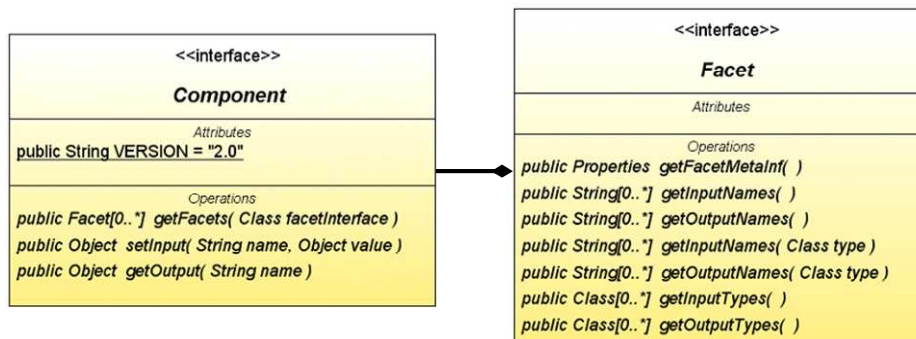 <<interface>>
Component
Attributes
public String VERSION = "2.0"
Operations
public Facet[0..*] getFacets( Class facetInterface )
public Object setInput( String name, Object value )
public Object getOutput( String name )
<<interface>>
Facet
Attributes
Operations
public Properties getFacetMetaInf( )
public String[0..*] getInputNames( )
public String[0..*] getOutputNames( )
public String[0..*] getInputNames( Class type )
public String[0..*] getOutputNames( Class type )
public Class[0..*] getInputTypes( )
public Class[0..*] getOutputTypes( )